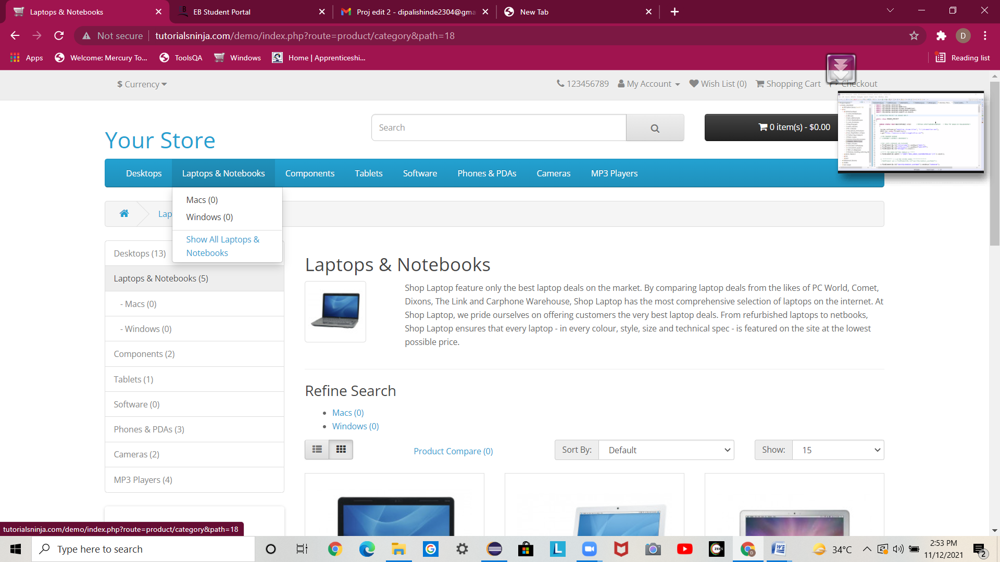 Laptops & Notebooks
EB Student Portal
Proj edit 2 - dipalishinde2304@gma
New Tab
Not secure
tutorialsninja.com/demo/index.php?route=product/category&path=18
D
Apps
Welcome: Mercury To...
ToolsQA
Windows
Home | Apprenticeshi...
Reading list
$ Currency
123456789
My Account
Wish List (0)
Shopping Cart
Checkout
Your Store
Search
0 item(s) - $0.00
Desktops
Laptops & Notebooks
Components
Tablets
Software
Phones & PDAs
Cameras
MP3 Players
Macs (0)
Windows (0)
Show All Laptops &
Notebooks
Lap
Desktops (13)
Laptops & Notebooks (5)
- Macs (0)
- Windows (0)
Components (2)
Tablets (1)
Software (0)
Phones & PDAs (3)
Cameras (2)
MP3 Players (4)
Laptops & Notebooks
Shop Laptop feature only the best laptop deals on the market. By comparing laptop deals from the likes of PC World, Comet,
Dixons, The Link and Carphone Warehouse, Shop Laptop has the most comprehensive selection of laptops on the internet. At
Shop Laptop, we pride ourselves on offering customers the very best laptop deals. From refurbished laptops to netbooks,
Shop Laptop ensures that every laptop - in every colour, style, size and technical spec - is featured on the site at the lowest
possible price.
Refine Search
Macs (0)
Windows (0)
Product Compare (0)
Sort By:
Default
Show:
15
tutorialsninja.com/demo/index.php?route=product/category&path=18
Type here to search
34°C
2:53 PM
11/12/2021
2